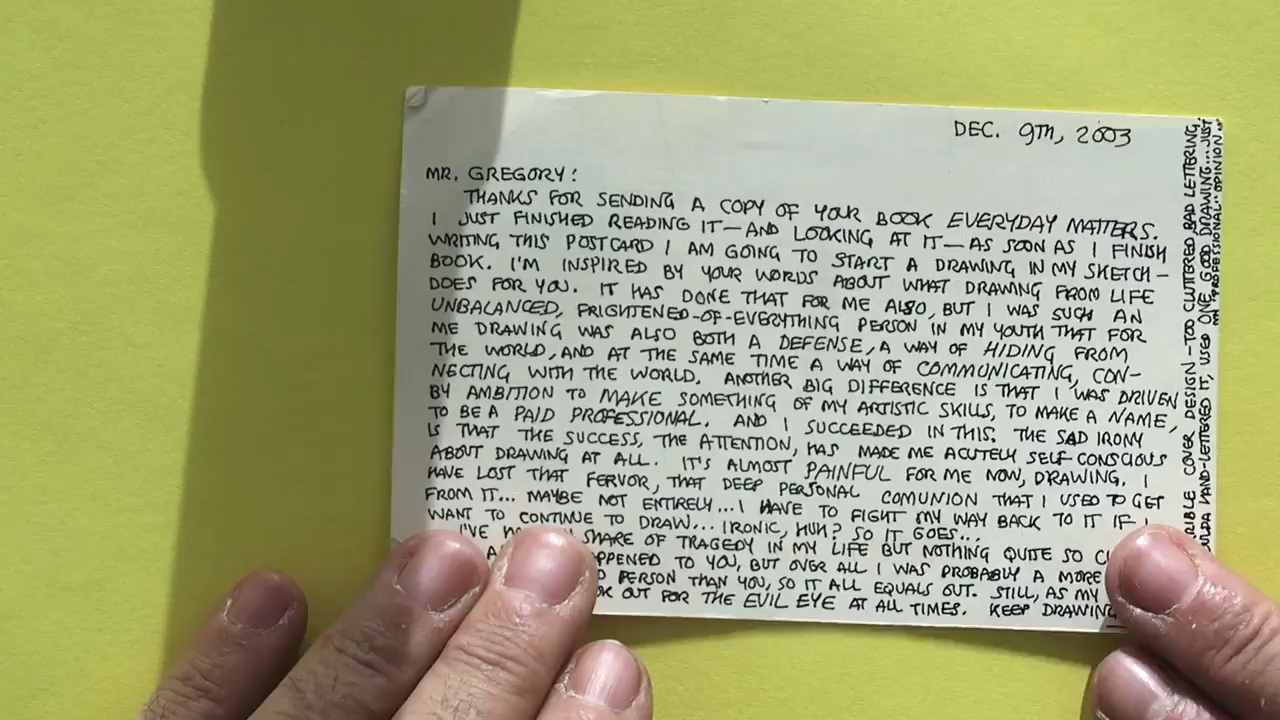 DEC. 9TH, 2003
MR. GREGORY:
THANKS FOR SENDING A COPY OF YOUR BOOK EVERYDAY MATTERS.
I JUST FINISHED READING IT—AND LOOKING AT IT—AS SOON AS I FINISH
WRITING THIS POSTCARD I AM GOING TO START A DRAWING IN MY SKETCH-
BOOK. I'M INSPIRED BY YOUR WORDS ABOUT WHAT DRAWING FROM LIFE
DOES FOR YOU. IT HAS DONE THAT FOR ME ALSO, BUT I WAS SUCH AN
UNBALANCED, FRIGHTENED-OF-EVERYTHING PERSON IN MY YOUTH THAT FOR
ME DRAWING WAS ALSO BOTH A DEFENSE, A WAY OF HIDING FROM
THE WORLD, AND AT THE SAME TIME A WAY OF COMMUNICATING, CON-
NECTING WITH THE WORLD. ANOTHER BIG DIFFERENCE IS THAT I WAS DRIVEN
BY AMBITION TO MAKE SOMETHING OF MY ARTISTIC SKILLS, TO MAKE A NAME,
TO BE A PAID PROFESSIONAL. AND I SUCCEEDED IN THIS. THE SAD IRONY
IS THAT THE SUCCESS, THE ATTENTION, HAS MADE ME ACUTELY SELF-CONSCIOUS
ABOUT DRAWING AT ALL. IT'S ALMOST PAINFUL FOR ME NOW, DRAWING. I
HAVE LOST THAT FERVOR, THAT DEEP PERSONAL COMUNION THAT I USED TO GET
FROM IT... MAYBE NOT ENTIRELY... I HAVE TO FIGHT MY WAY BACK TO IT IF I
WANT TO CONTINUE TO DRAW... IRONIC, HUH? SO IT GOES...
I'VE SHARE OF TRAGEDY IN MY LIFE BUT NOTHING QUITE SO
TO YOU, BUT OVER ALL I WAS PROBABLY A MORE
PERSON THAN YOU, SO IT ALL EQUALS OUT. STILL, AS MY
OUT FOR THE EVIL EYE AT ALL TIMES. KEEP DRAWING
COVER DESIGN—TOO CLUTTERED, BAD LETTERING,
HAND-LETTERED IT, USED ONE GOOD DRAWING... JUST
MY "PROFESSIONAL" OPINION...